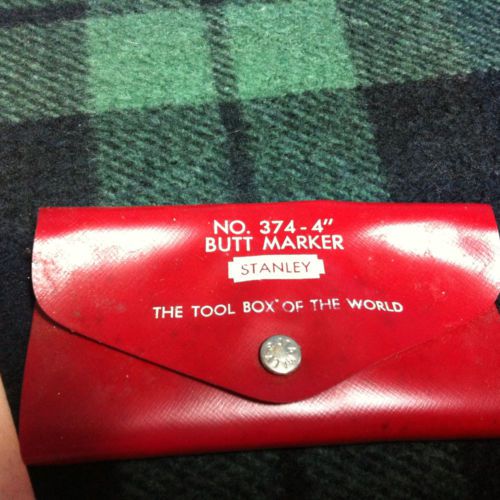 NO. 374-4"
BUTT MARKER
STANLEY
THE TOOL BOX OF THE WORLD